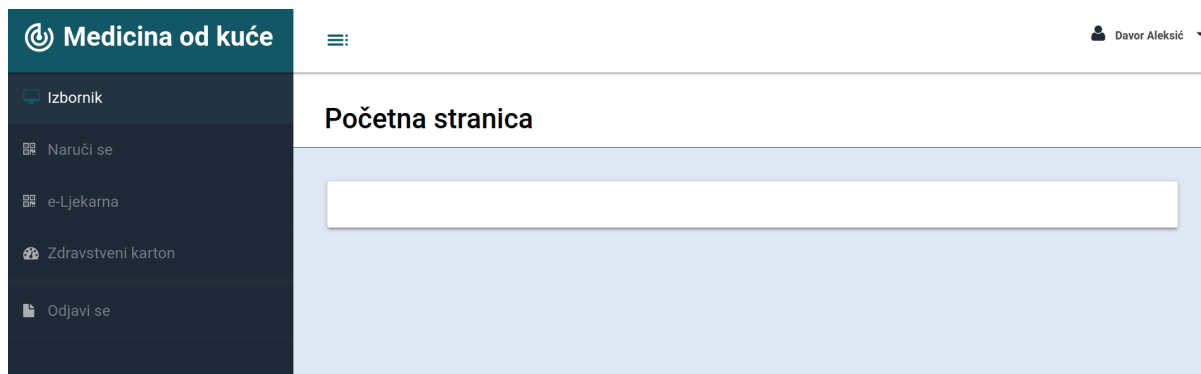 Medicina od kuće
Davor Aleksić
Izbornik
Početna stranica
Naruči se
e-Ljekarna
Zdravstveni karton
Odjavi se